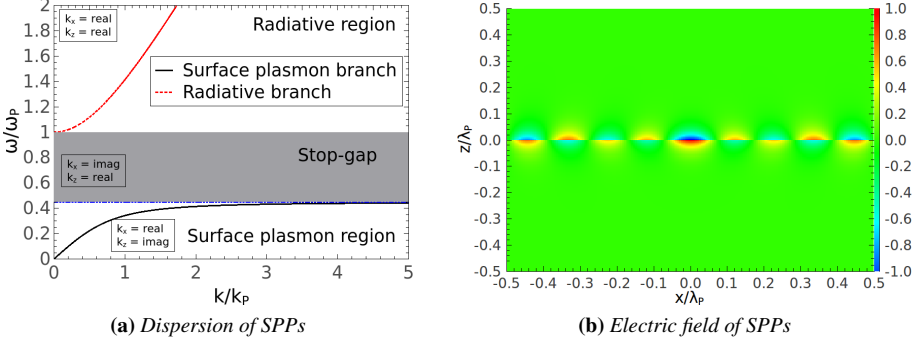 2
1.8
1.6
1.4
1.2
1
0.8
0.6
0.4
0.2
0
ω/ωP
kx = real
kz = real
Radiative region
Surface plasmon branch
Radiative branch
Stop-gap
kx = imag
kz = real
kx = real
kz = imag
Surface plasmon region
0 1 2 3 4 5
k/kP
(a) Dispersion of SPPs
0.5
0.4
0.3
0.2
0.1
0.0
-0.1
-0.2
-0.3
-0.4
-0.5
z/λP
-0.5 -0.4 -0.3 -0.2 -0.1 0.0 0.1 0.2 0.3 0.4 0.5
x/λP
1.0
0.8
0.6
0.4
0.2
0.0
-0.2
-0.4
-0.6
-0.8
-1.0
(b) Electric field of SPPs